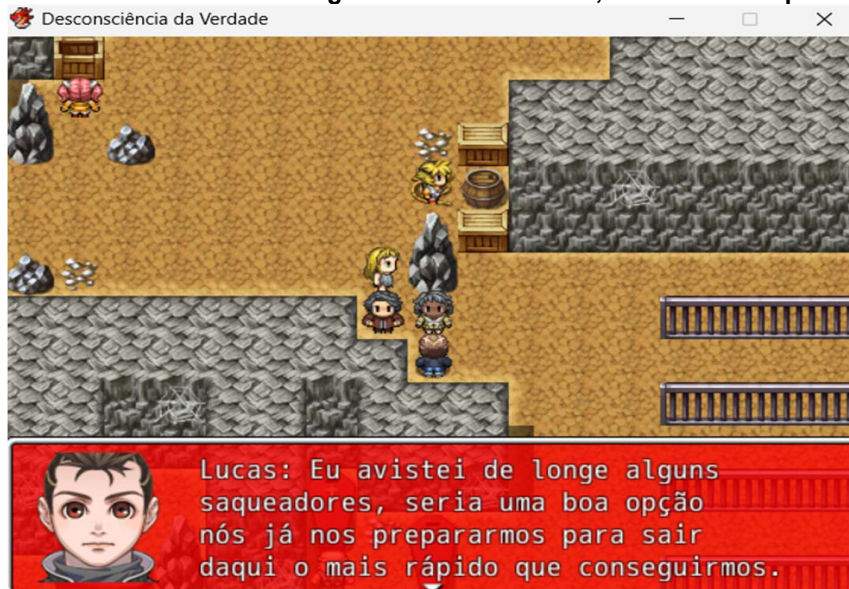 Desconsciência da Verdade
Lucas: Eu avistei de longe alguns
saqueadores, seria uma boa opção
nós já nos prepararmos para sair
daqui o mais rápido que conseguirmos.